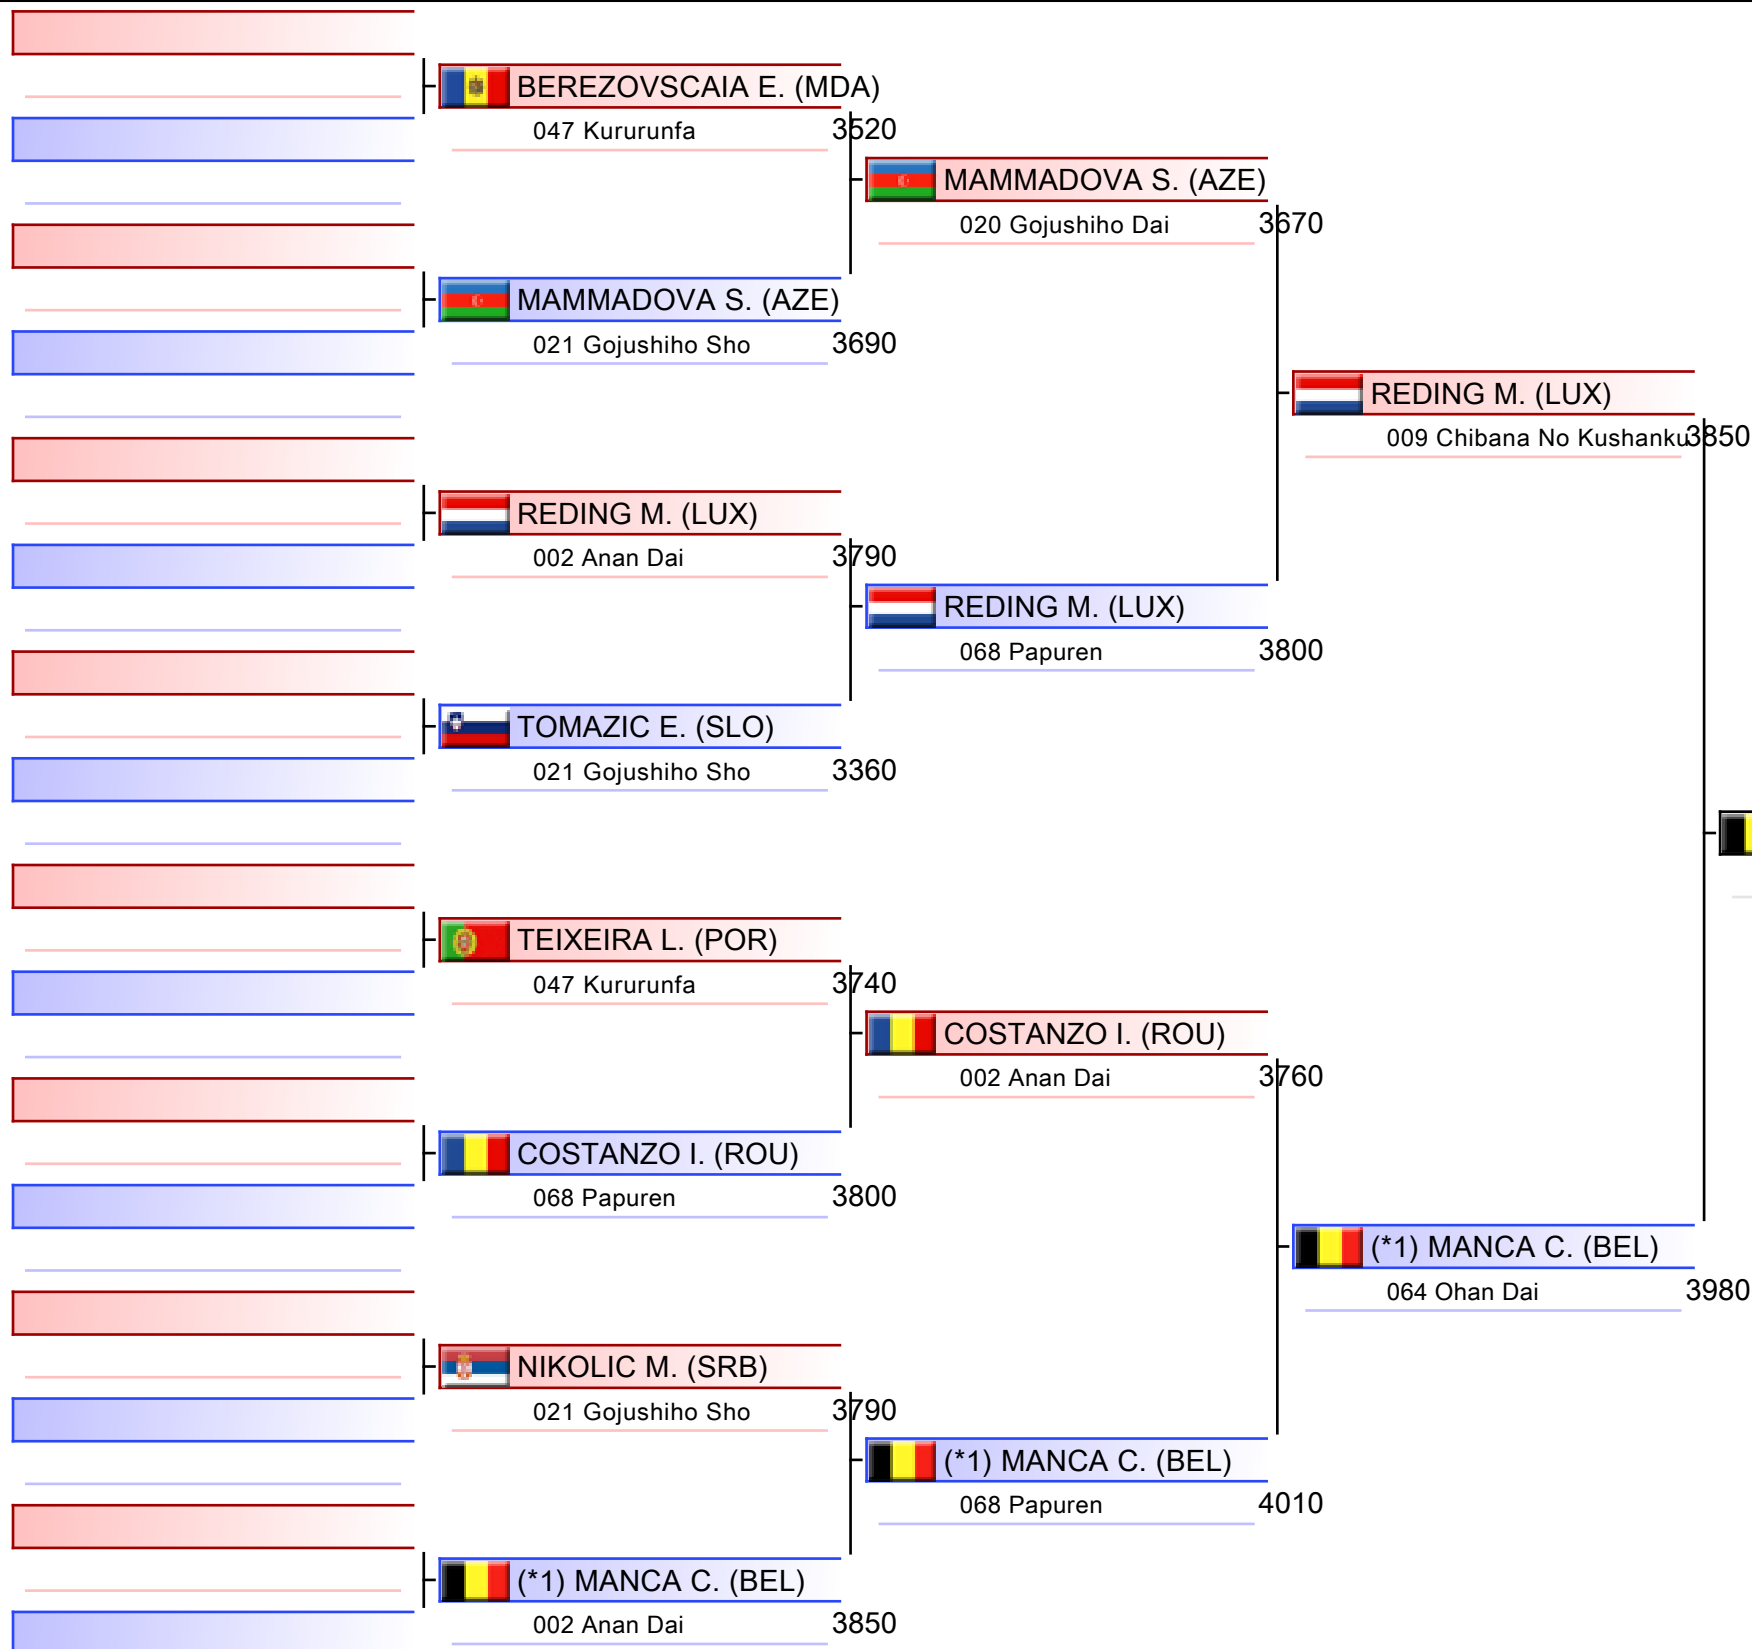 BEREZOVSCAIA E. (MDA)
047 Kururunfa 3520
MAMMADOVA S. (AZE)
020 Gojushiho Dai 3670
MAMMADOVA S. (AZE)
021 Gojushiho Sho 3690
REDING M. (LUX)
009 Chibana No Kushanku 3850
REDING M. (LUX)
002 Anan Dai 3790
REDING M. (LUX)
068 Papuren 3800
TOMAZIC E. (SLO)
021 Gojushiho Sho 3360
TEIXEIRA L. (POR)
047 Kururunfa 3740
COSTANZO I. (ROU)
002 Anan Dai 3760
COSTANZO I. (ROU)
068 Papuren 3800
(*1) MANCA C. (BEL)
064 Ohan Dai 3980
NIKOLIC M. (SRB)
021 Gojushiho Sho 3790
(*1) MANCA C. (BEL)
068 Papuren 4010
(*1) MANCA C. (BEL)
002 Anan Dai 3850